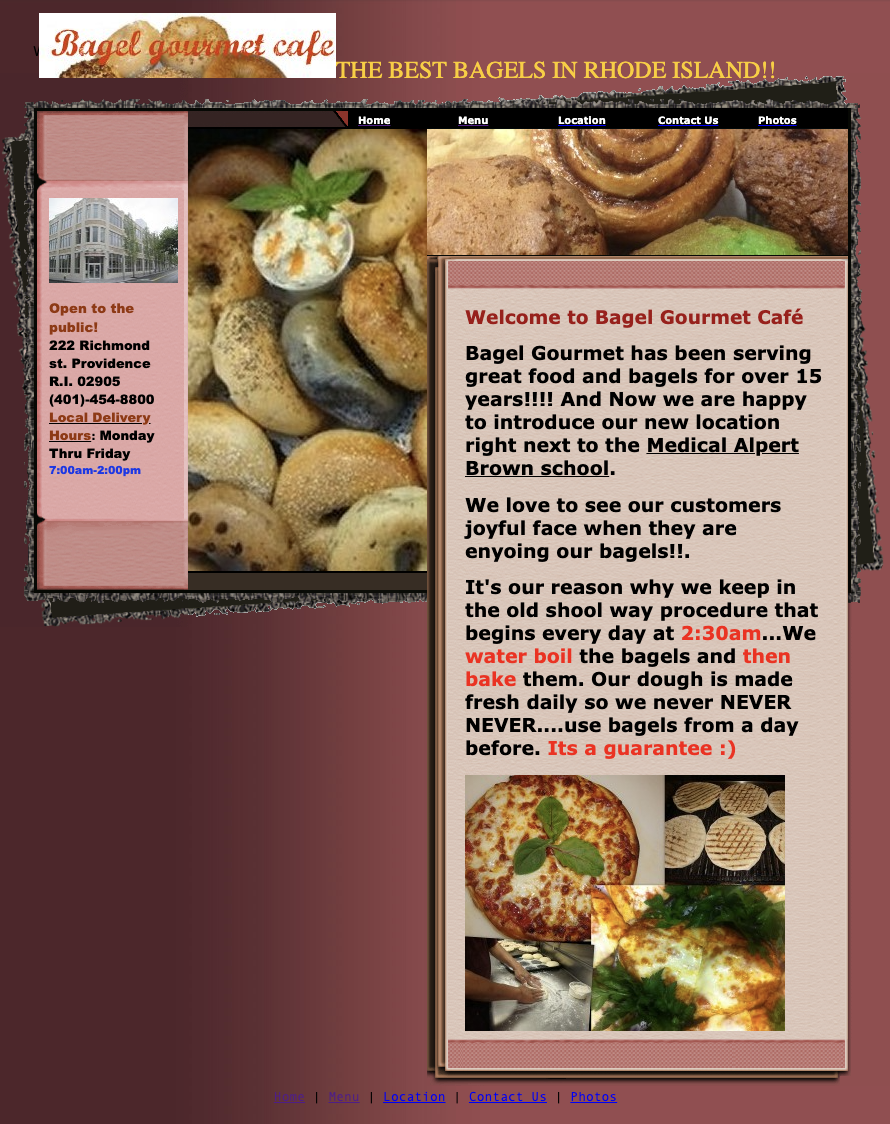 Bagel gourmet cafe
THE BEST BAGELS IN RHODE ISLAND!!
Home Menu Location Contact Us Photos
Open to the
public!
222 Richmond
st. Providence
R.I. 02905
(401)-454-8800
Local Delivery
Hours: Monday
Thru Friday
7:00am-2:00pm
Welcome to Bagel Gourmet Café
Bagel Gourmet has been serving
great food and bagels for over 15
years!!!! And Now we are happy
to introduce our new location
right next to the Medical Alpert
Brown school.
We love to see our customers
joyful face when they are
enyoing our bagels!!.
It's our reason why we keep in
the old shool way procedure that
begins every day at 2:30am...We
water boil the bagels and then
bake them. Our dough is made
fresh daily so we never NEVER
NEVER....use bagels from a day
before. Its a guarantee :)
Home | Menu | Location | Contact Us | Photos